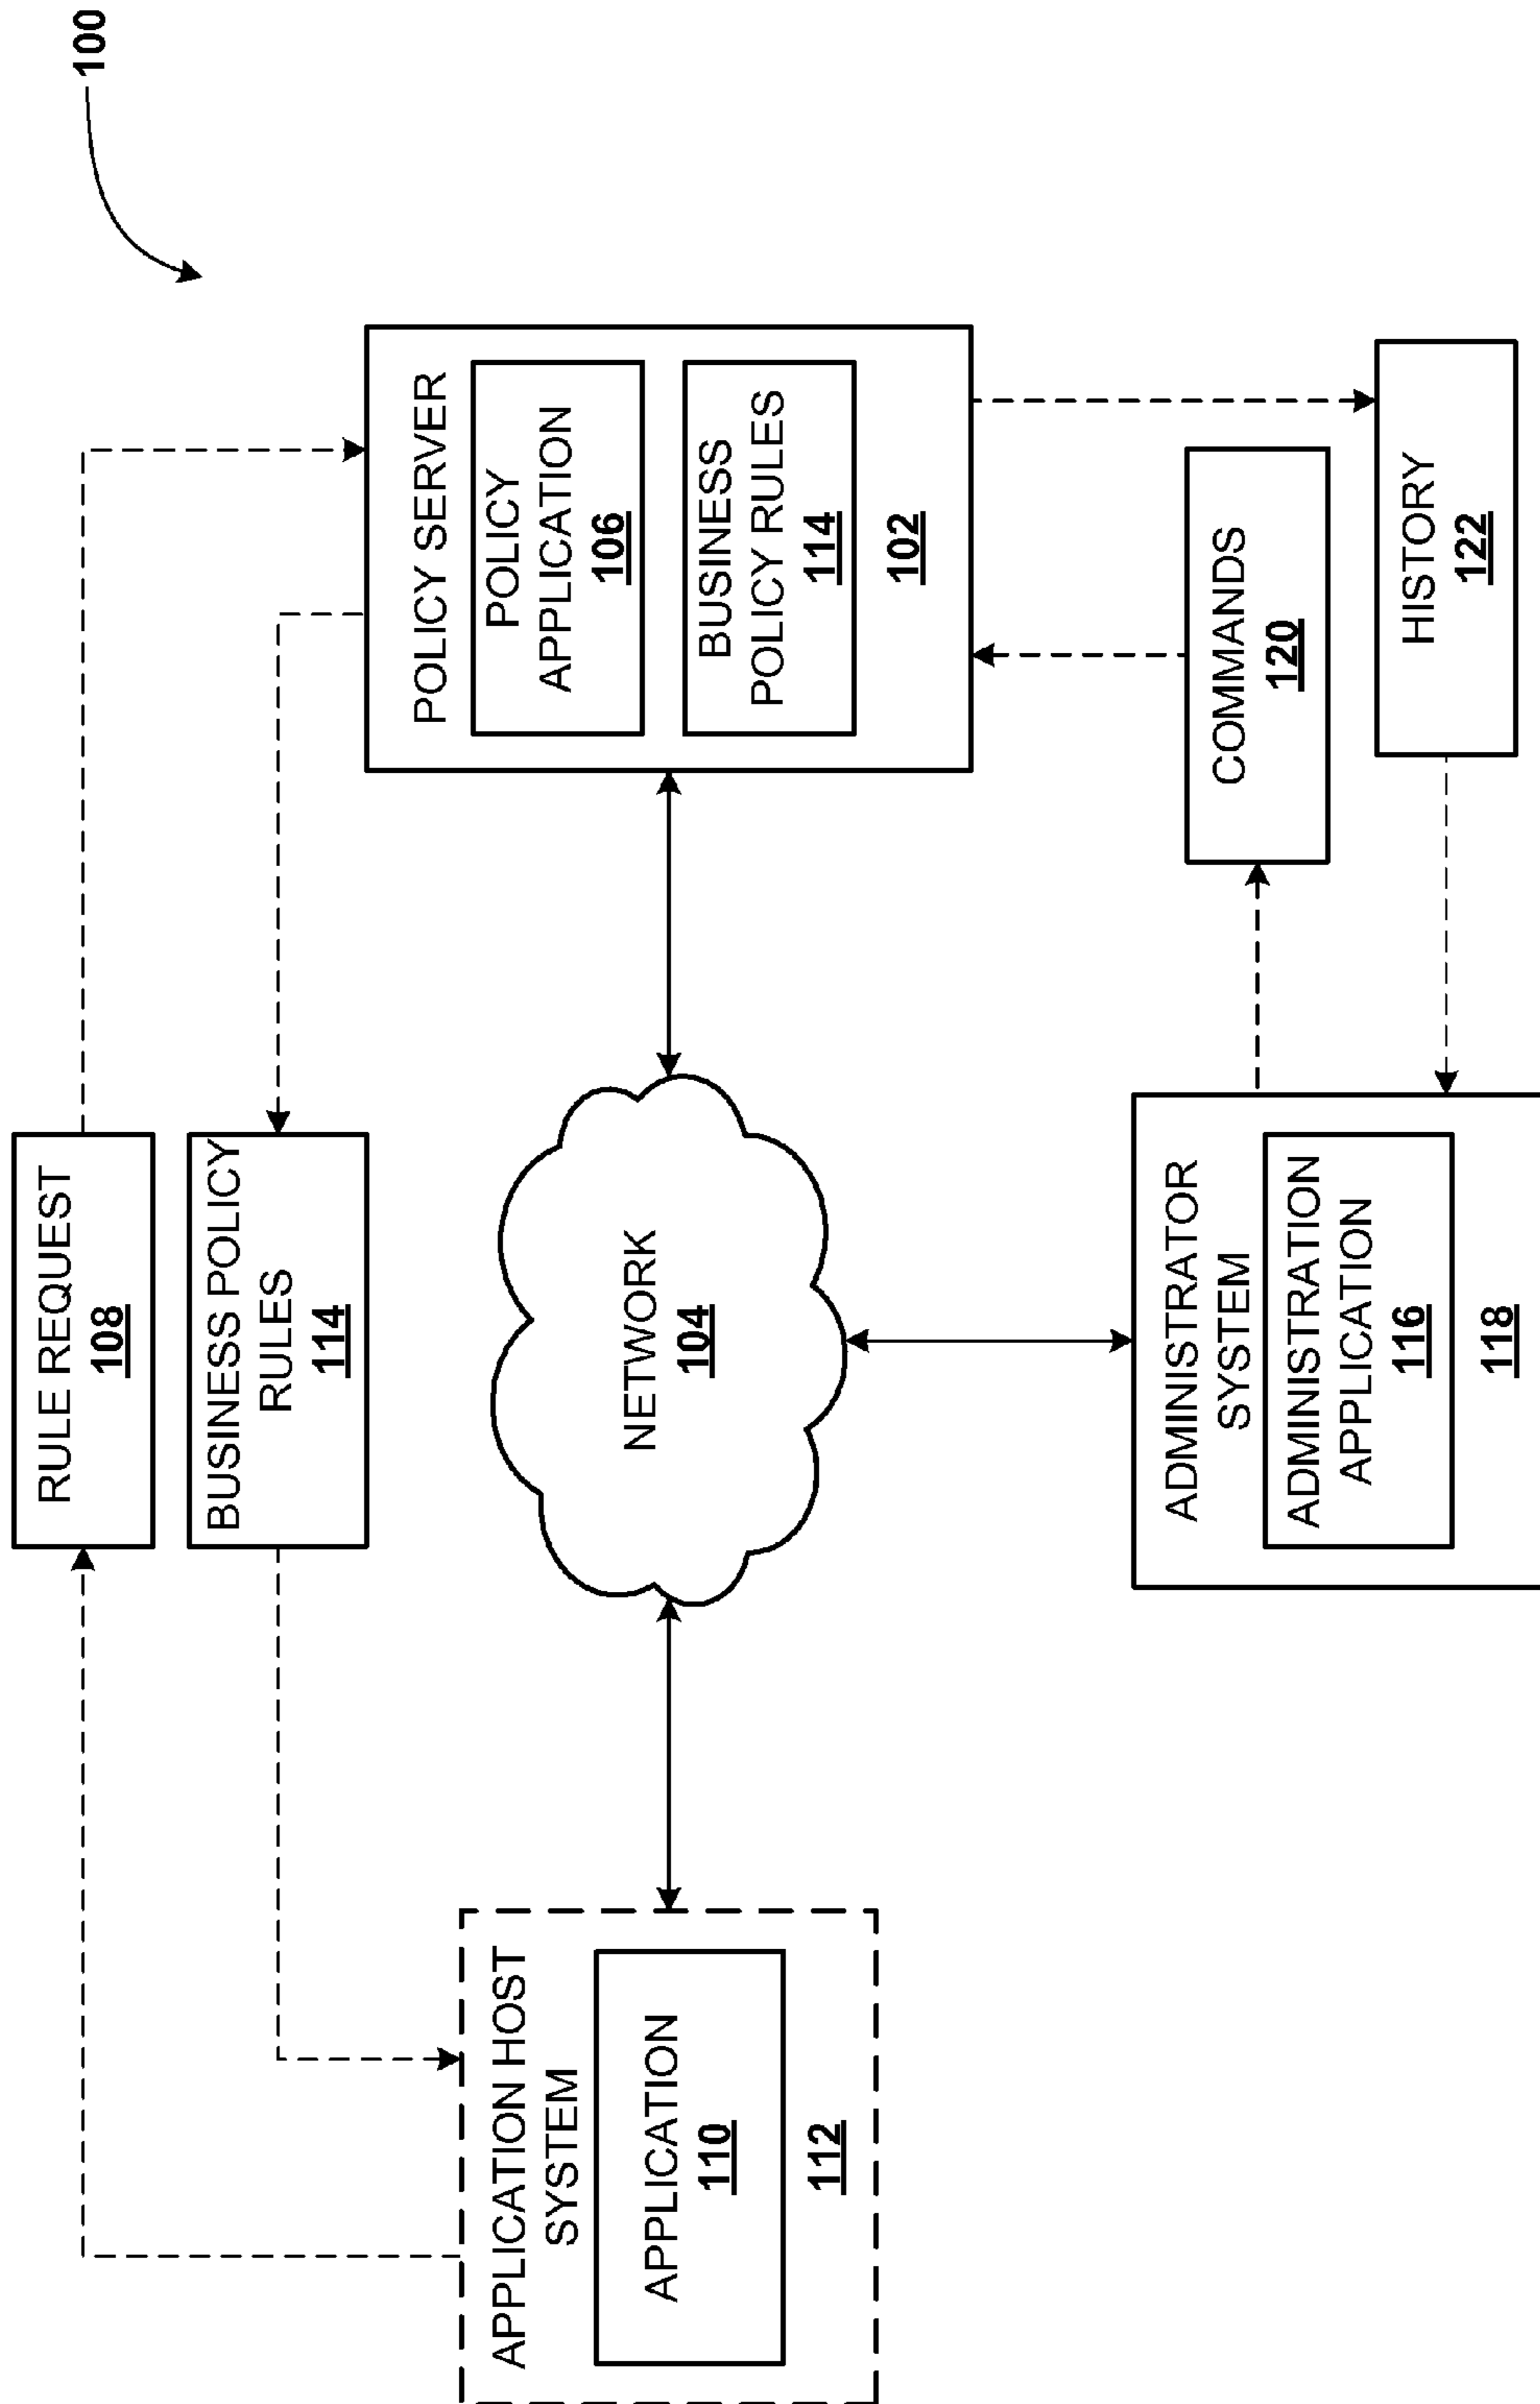 100
RULE REQUEST
108
BUSINESS POLICY
RULES
114
APPLICATION HOST
SYSTEM
APPLICATION
110
112
NETWORK
104
POLICY SERVER
POLICY
APPLICATION
106
BUSINESS
POLICY RULES
114
102
ADMINISTRATOR
SYSTEM
ADMINISTRATION
APPLICATION
116
118
COMMANDS
120
HISTORY
122